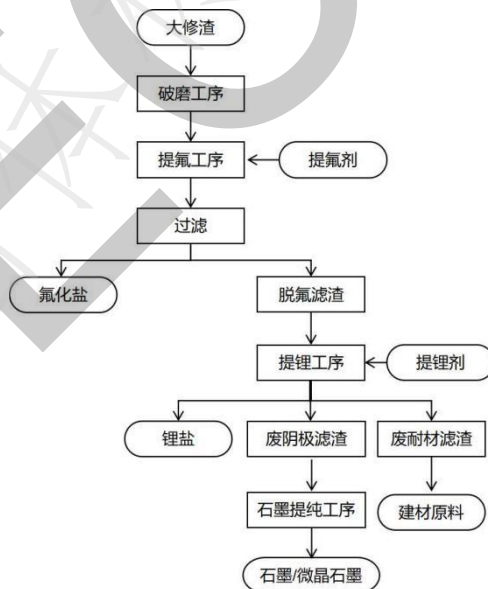 大修渣
破磨工序
提氟工序
提氟剂
过滤
氟化盐
脱氟滤渣
提锂工序
提锂剂
锂盐
废阴极滤渣
废耐材滤渣
石墨提纯工序
建材原料
石墨/微晶石墨